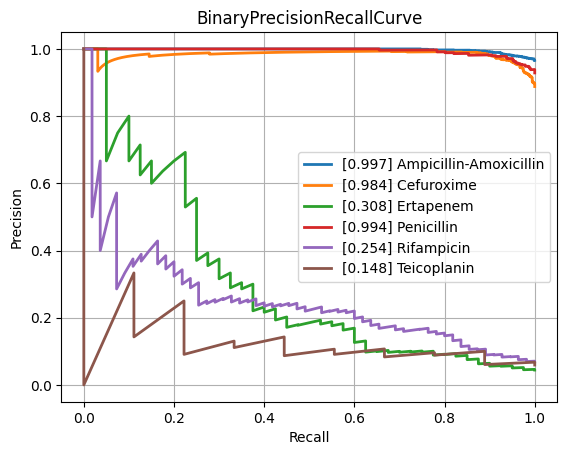 BinaryPrecisionRecallCurve
Precision
1.0
0.8
0.6
0.4
0.2
0.0
[0.997] Ampicillin-Amoxicillin
[0.984] Cefuroxime
[0.308] Ertapenem
[0.994] Penicillin
[0.254] Rifampicin
[0.148] Teicoplanin
0.0 0.2 0.4 0.6 0.8 1.0
Recall